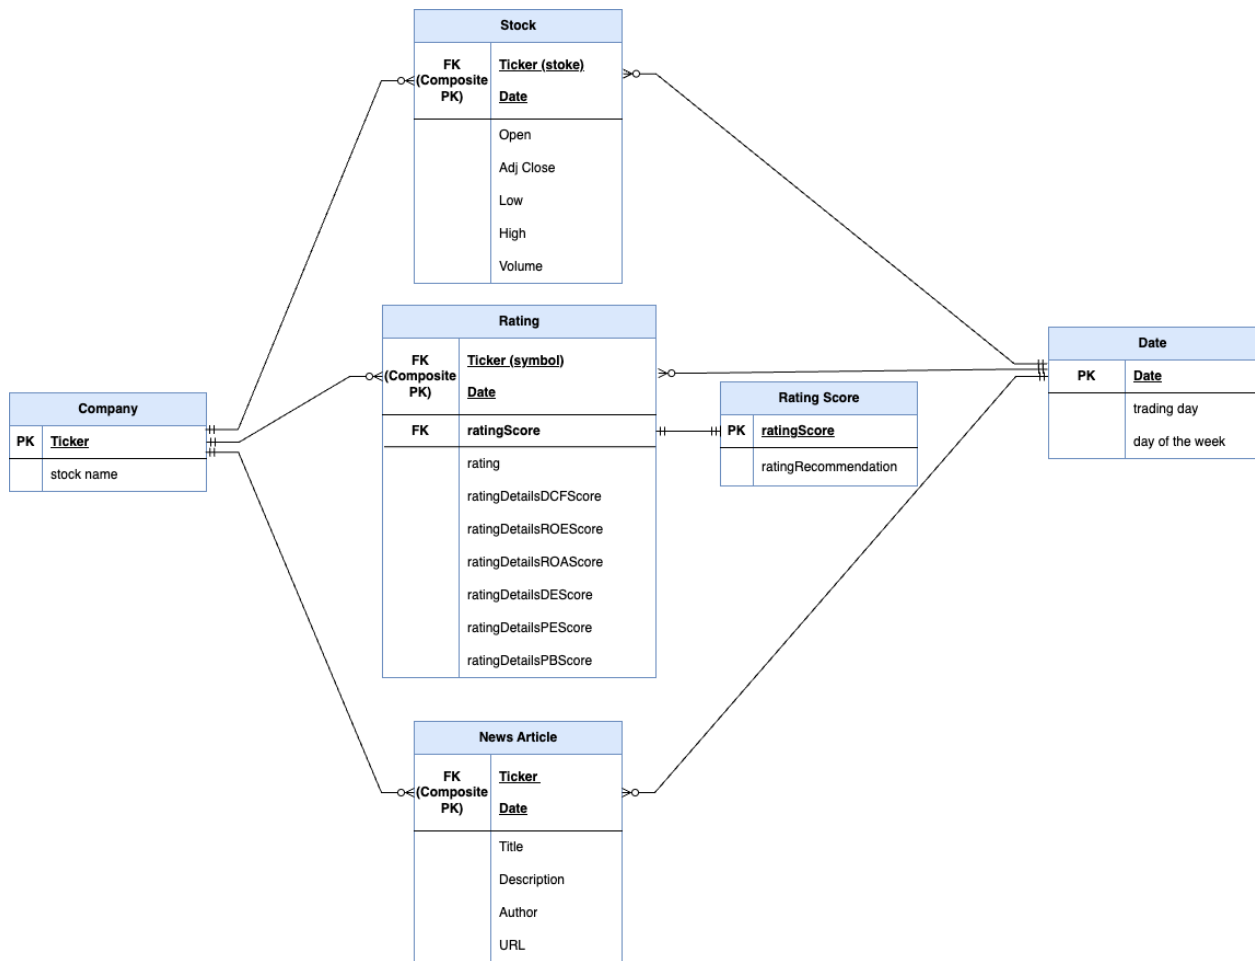 Stock
FK
(Composite
PK)
Ticker (stoke)
Date
Open
Adj Close
Low
High
Volume
Rating
FK
(Composite
PK)
Ticker (symbol)
Date
FK
ratingScore
rating
ratingDetailsDCFScore
ratingDetailsROEScore
ratingDetailsROAScore
ratingDetailsDEScore
ratingDetailsPEScore
ratingDetailsPBScore
Company
PK
Ticker
stock name
Rating Score
PK
ratingScore
ratingRecommendation
Date
PK
Date
trading day
day of the week
News Article
FK
(Composite
PK)
Ticker
Date
Title
Description
Author
URL